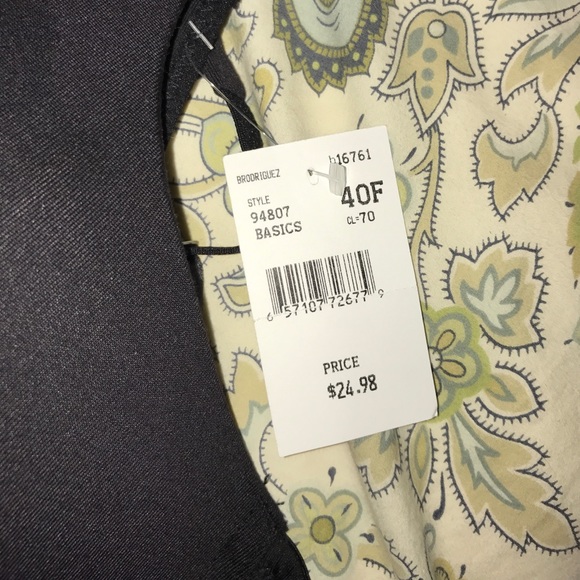 BRODRIGUEZ
b16761
STYLE
94807
BASICS
40F
CL=70
6 57107 72677 9
PRICE
$24.98